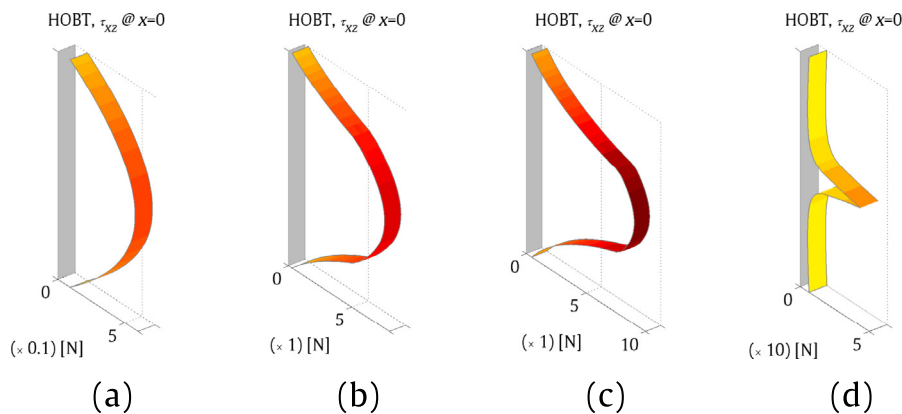 HOBT, τxz @ x=0
HOBT, τxz @ x=0
HOBT, τxz @ x=0
HOBT, τxz @ x=0
0
5
(× 0.1) [N]
0
5
(× 1) [N]
0
5
10
(× 1) [N]
0
5
(× 10) [N]
(a)
(b)
(c)
(d)